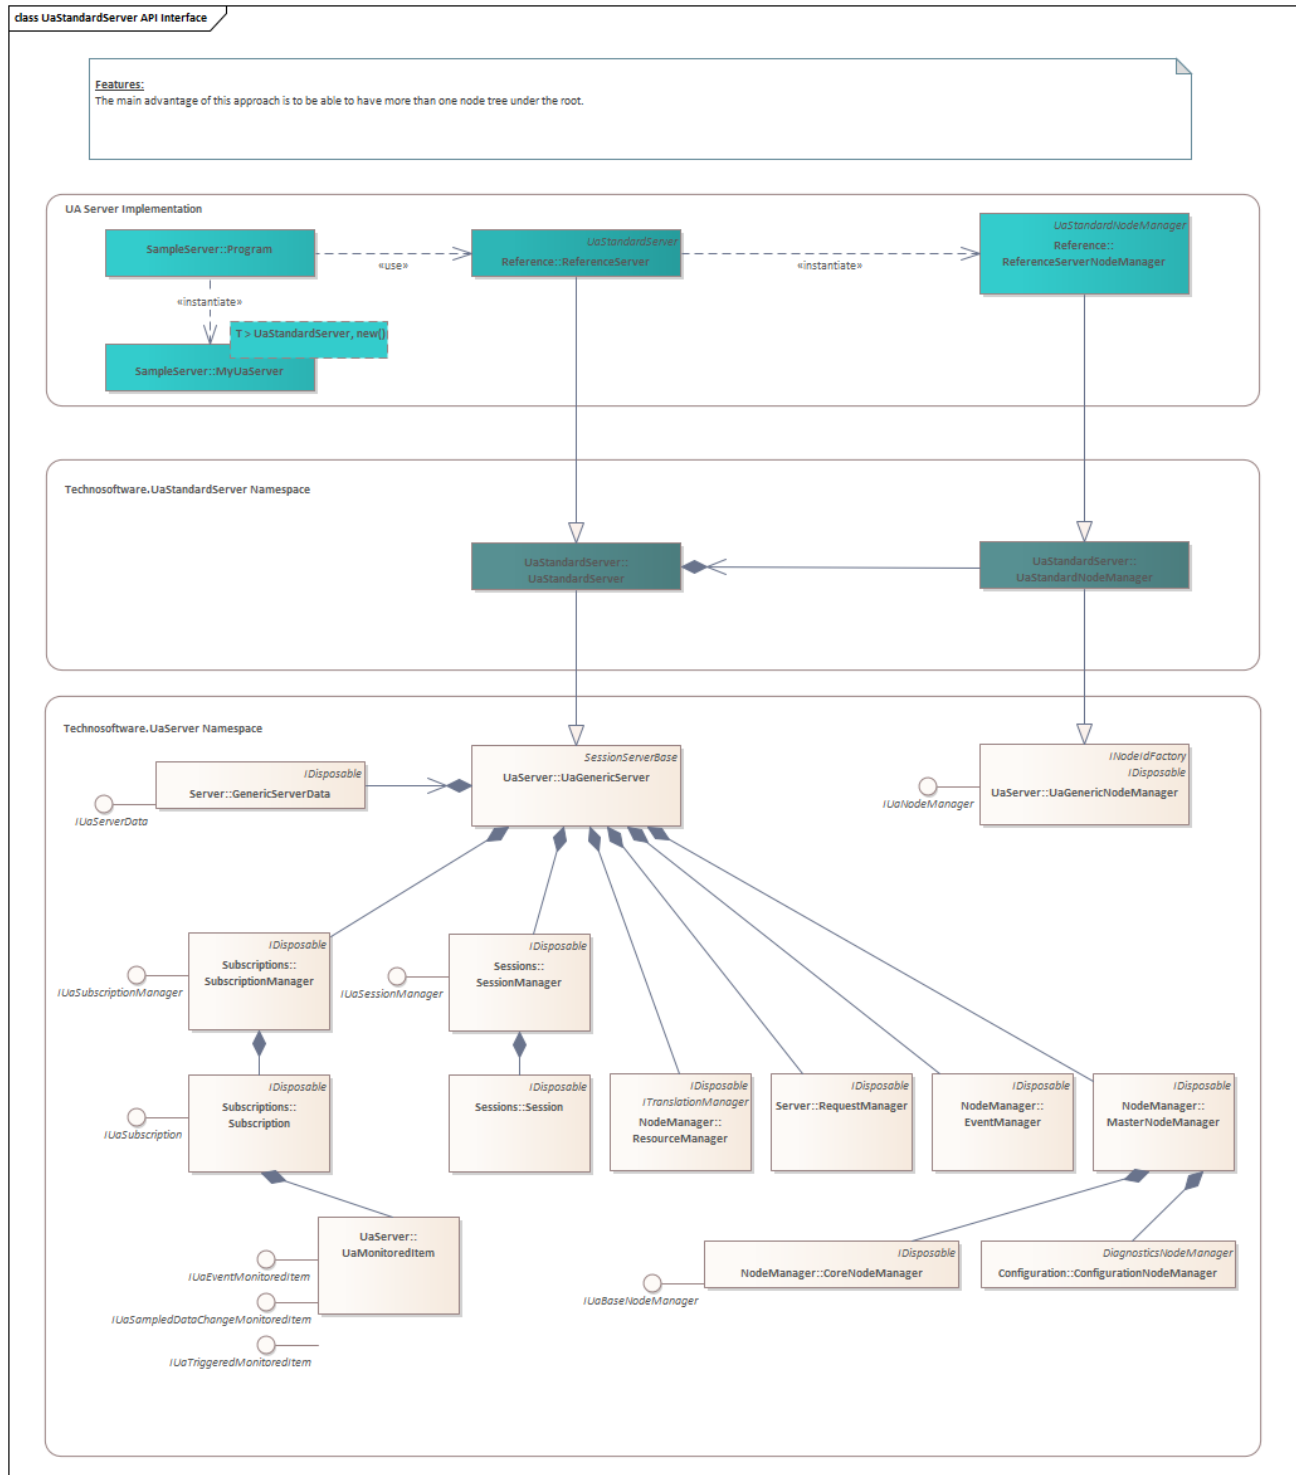 class UaStandardServer API Interface
Features:
The main advantage of this approach is to be able to have more than one node tree under the root.
UA Server Implementation
SampleServer::Program
«use»
UaStandardServer
Reference::ReferenceServer
«instantiate»
UaStandardNodeManager
Reference::
ReferenceServerNodeManager
«instantiate»
T > UaStandardServer, new()
SampleServer::MyUaServer
Technosoftware.UaStandardServer Namespace
UaStandardServer::
UaStandardServer
UaStandardServer::
UaStandardNodeManager
Technosoftware.UaServer Namespace
IDisposable
Server::GenericServerData
IUaServerData
SessionServerBase
UaServer::UaGenericServer
INodeIdFactory
IDisposable
UaServer::UaGenericNodeManager
IUaNodeManager
IDisposable
Subscriptions::
SubscriptionManager
IUaSubscriptionManager
IDisposable
Sessions::
SessionManager
IUaSessionManager
IDisposable
Subscriptions::
Subscription
IUaSubscription
IDisposable
Sessions::Session
IDisposable
ITranslationManager
NodeManager::
ResourceManager
IDisposable
Server::RequestManager
IDisposable
NodeManager::
EventManager
IDisposable
NodeManager::
MasterNodeManager
UaServer::
UaMonitoredItem
IUaEventMonitoredItem
IUaSampledDataChangeMonitoredItem
IUaTriggeredMonitoredItem
IDisposable
NodeManager::CoreNodeManager
IUaBaseNodeManager
DiagnosticsNodeManager
Configuration::ConfigurationNodeManager